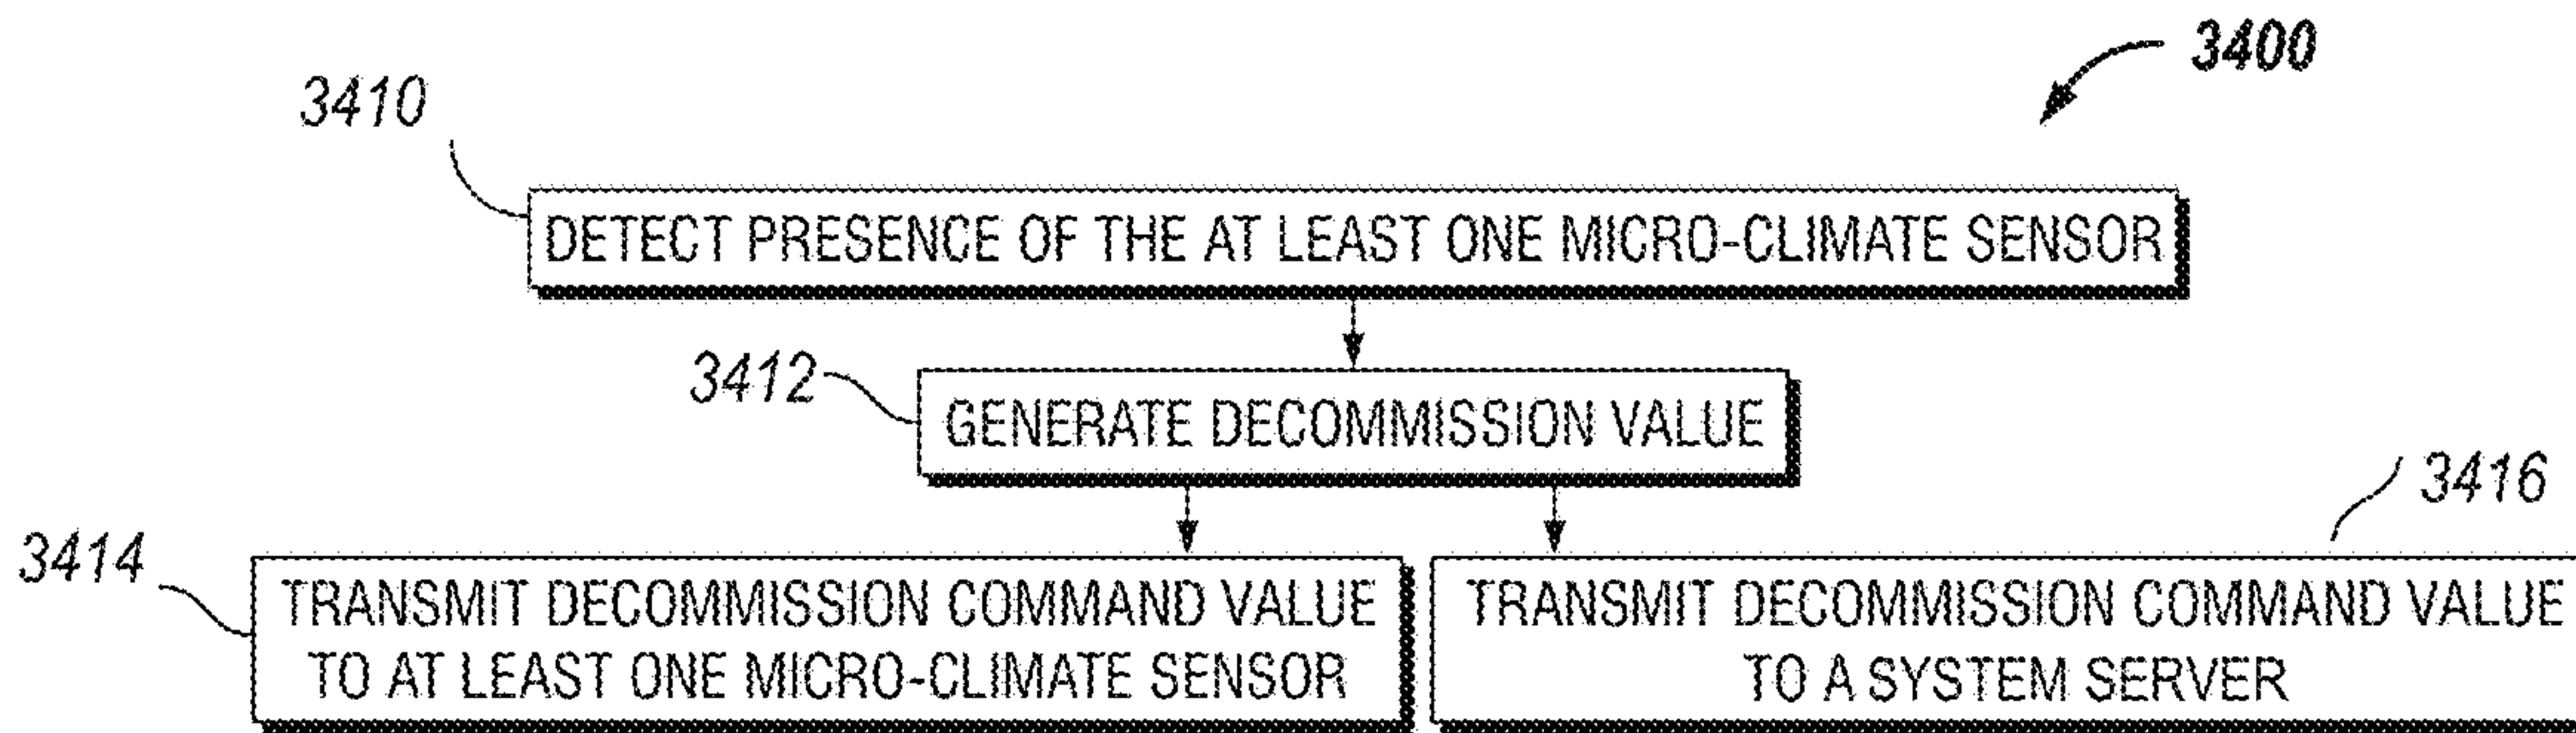 3400
3410
DETECT PRESENCE OF THE AT LEAST ONE MICRO-CLIMATE SENSOR
3412
GENERATE DECOMMISSION VALUE
3416
3414
TRANSMIT DECOMMISSION COMMAND VALUE
TO AT LEAST ONE MICRO-CLIMATE SENSOR
TRANSMIT DECOMMISSION COMMAND VALUE
TO A SYSTEM SERVER